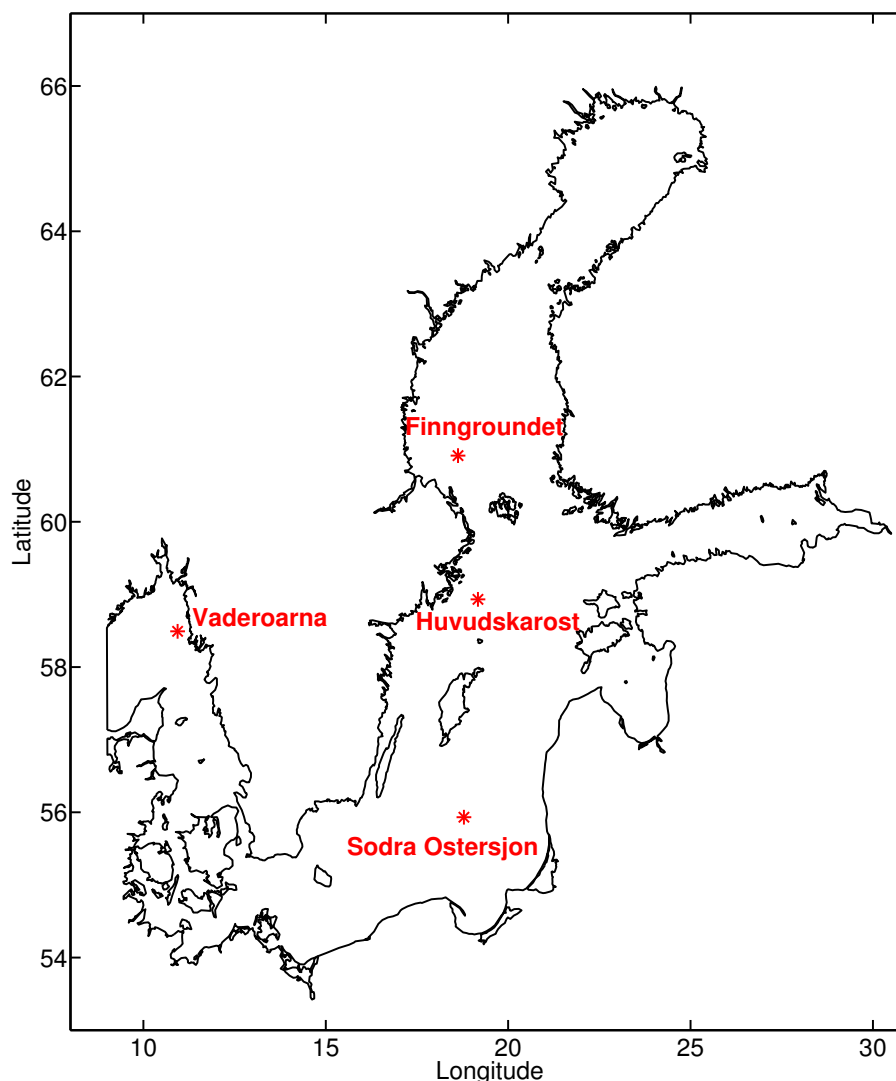 66
64
62
60
58
56
54
Latitude
Finngroundet
Vaderoarna
Huvudskarost
Sodra Ostersjon
10
15
20
25
30
Longitude